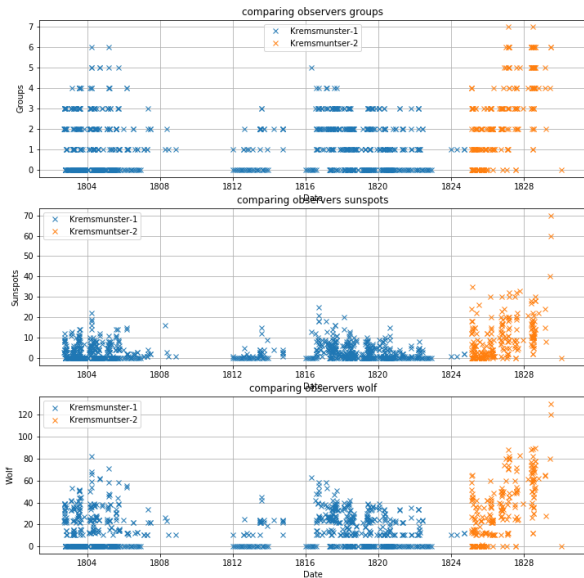 comparing observers groups
Kremsmunster-1
Kremsmuntser-2
Groups
7
6
5
4
3
2
1
0
1804 1808 1812 1816 1820 1824 1828
Date
comparing observers sunspots
Kremsmunster-1
Kremsmuntser-2
Sunspots
70
60
50
40
30
20
10
0
1804 1808 1812 1816 1820 1824 1828
Date
comparing observers wolf
Kremsmunster-1
Kremsmuntser-2
Wolf
120
100
80
60
40
20
0
1804 1808 1812 1816 1820 1824 1828
Date